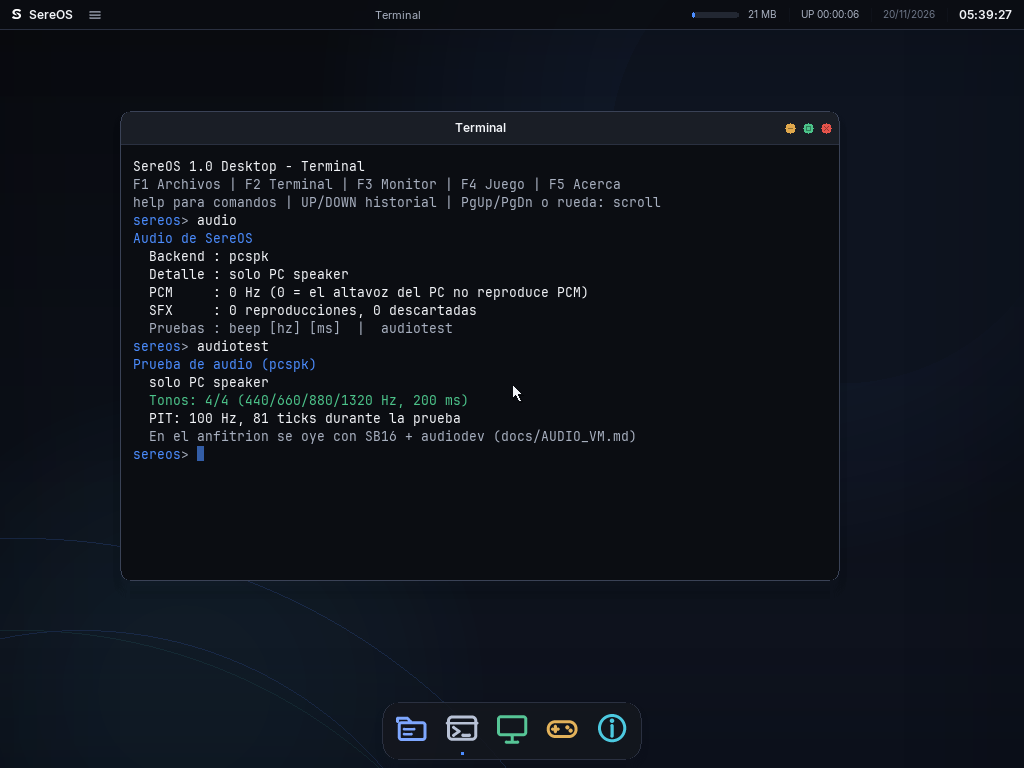 SereOS
Terminal
21 MB
UP 00:00:06
20/11/2026
05:39:27
Terminal
SereOS 1.0 Desktop - Terminal
F1 Archivos | F2 Terminal | F3 Monitor | F4 Juego | F5 Acerca
help para comandos | UP/DOWN historial | PgUp/PgDn o rueda: scroll
sereos> audio
Audio de SereOS
Backend : pcspk
Detalle : solo PC speaker
PCM     : 0 Hz (0 = el altavoz del PC no reproduce PCM)
SFX     : 0 reproducciones, 0 descartadas
Pruebas : beep [hz] [ms]  |  audiotest
sereos> audiotest
Prueba de audio (pcspk)
solo PC speaker
Tonos: 4/4 (440/660/880/1320 Hz, 200 ms)
PIT: 100 Hz, 81 ticks durante la prueba
En el anfitrion se oye con SB16 + audiodev (docs/AUDIO_VM.md)
sereos>